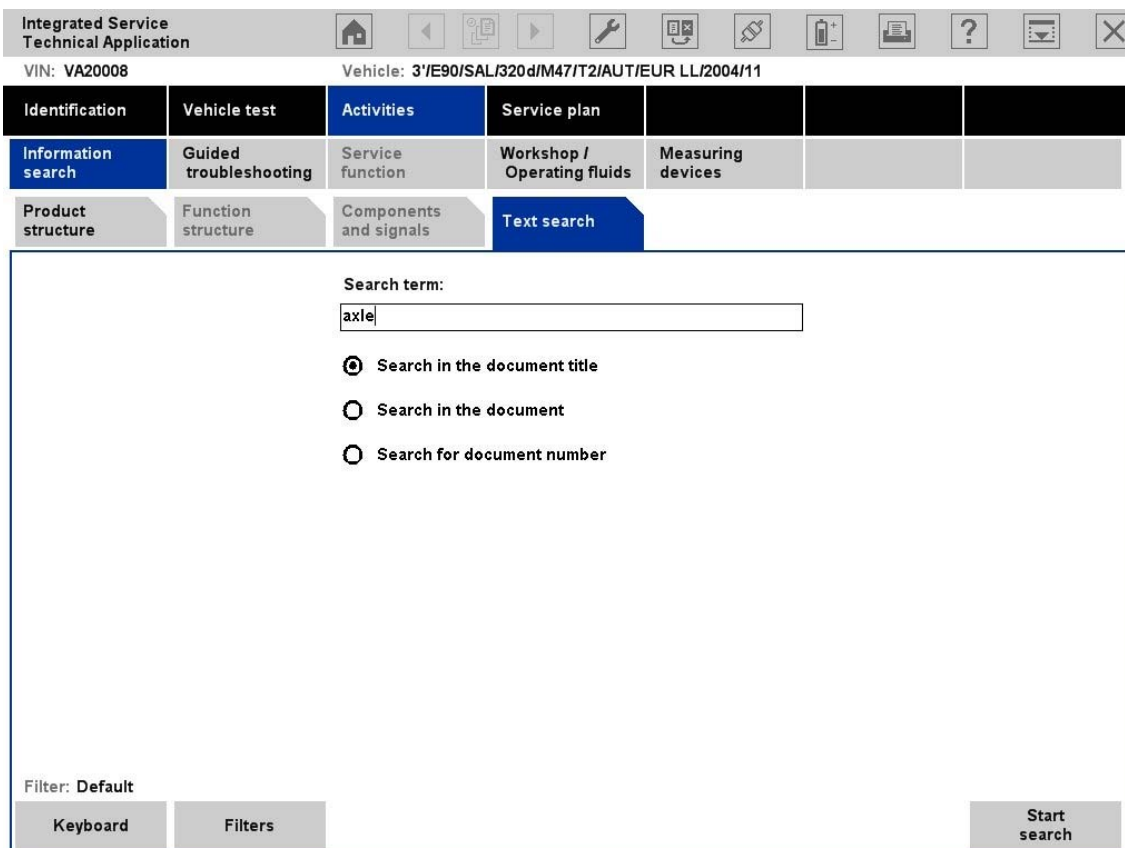 Integrated Service
Technical Application
VIN: VA20008 Vehicle: 3'/E90/SAL/320d/M47/T2/AUT/EUR LL/2004/11
Identification Vehicle test Activities Service plan
Information search Guided troubleshooting Service function Workshop / Operating fluids Measuring devices
Product structure Function structure Components and signals Text search
Search term:
axle
Search in the document title
Search in the document
Search for document number
Filter: Default
Keyboard Filters Start search